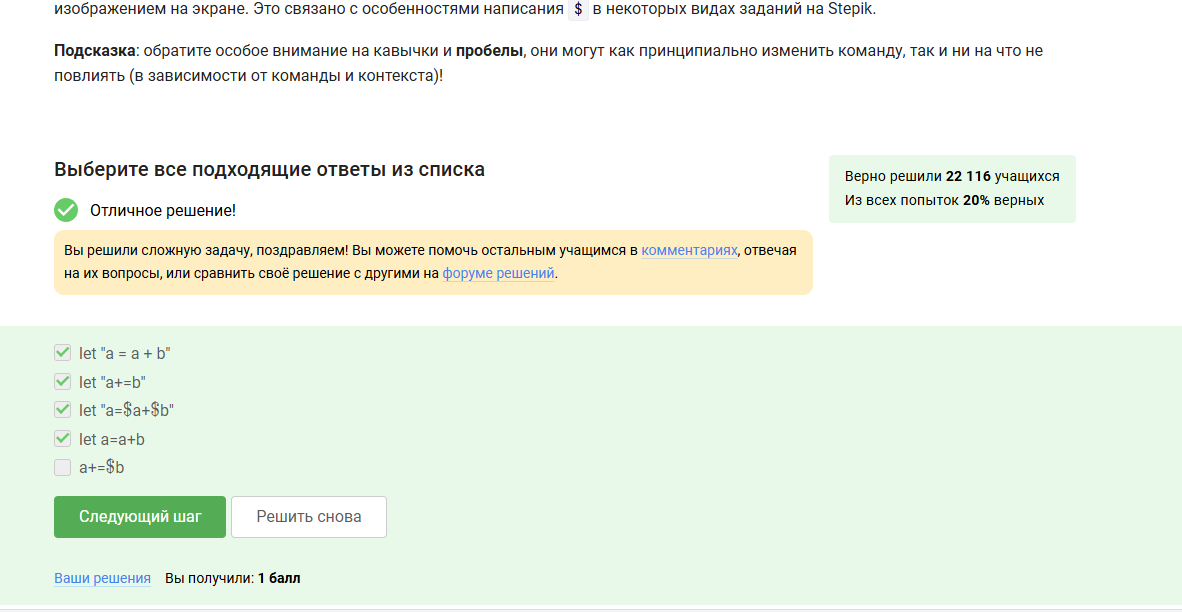 изображением на экране. Это связано с особенностями написания $ в некоторых видах заданий на Stepik.
Подсказка: обратите особое внимание на кавычки и пробелы, они могут как принципиально изменить команду, так и ни на что не
повлиять (в зависимости от команды и контекста)!
Выберите все подходящие ответы из списка
Верно решили 22 116 учащихся
Из всех попыток 20% верных
Отличное решение!
Вы решили сложную задачу, поздравляем! Вы можете помочь остальным учащимся в комментариях, отвечая
на их вопросы, или сравнить своё решение с другими на форуме решений.
let "a = a + b"
let "a+=b"
let "a=$a+$b"
let a=a+b
a+=$b
Следующий шаг
Решить снова
Ваши решения Вы получили: 1 балл